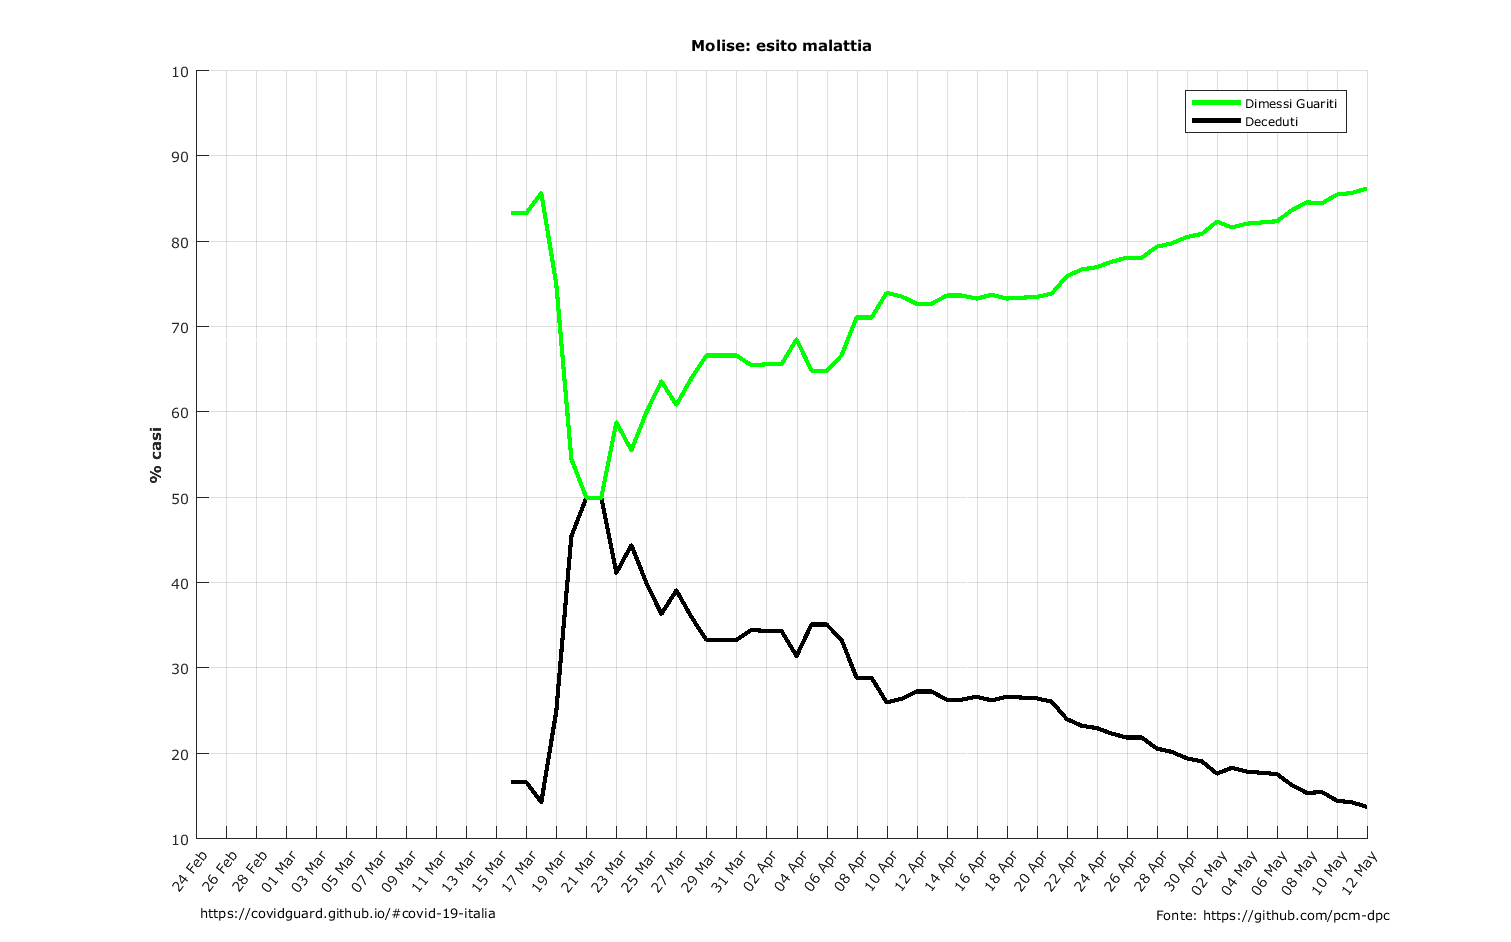 Molise: esito malattia
Dimessi Guariti
Deceduti
10
90
80
70
60
50
40
30
20
10
% casi
24 Feb
26 Feb
28 Feb
01 Mar
03 Mar
05 Mar
07 Mar
09 Mar
11 Mar
13 Mar
15 Mar
17 Mar
19 Mar
21 Mar
23 Mar
25 Mar
27 Mar
29 Mar
31 Mar
02 Apr
04 Apr
06 Apr
08 Apr
10 Apr
12 Apr
14 Apr
16 Apr
18 Apr
20 Apr
22 Apr
24 Apr
26 Apr
28 Apr
30 Apr
02 May
04 May
06 May
08 May
10 May
12 May
https://covidguard.github.io/#covid-19-italia
Fonte: https://github.com/pcm-dpc